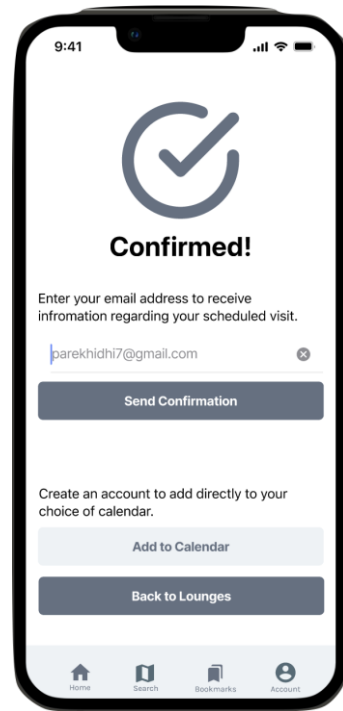 9:41
Confirmed!
Enter your email address to receive
infromation regarding your scheduled visit.
parekhidhi7@gmail.com
Send Confirmation
Create an account to add directly to your
choice of calendar.
Add to Calendar
Back to Lounges
Home Search Bookmarks Account